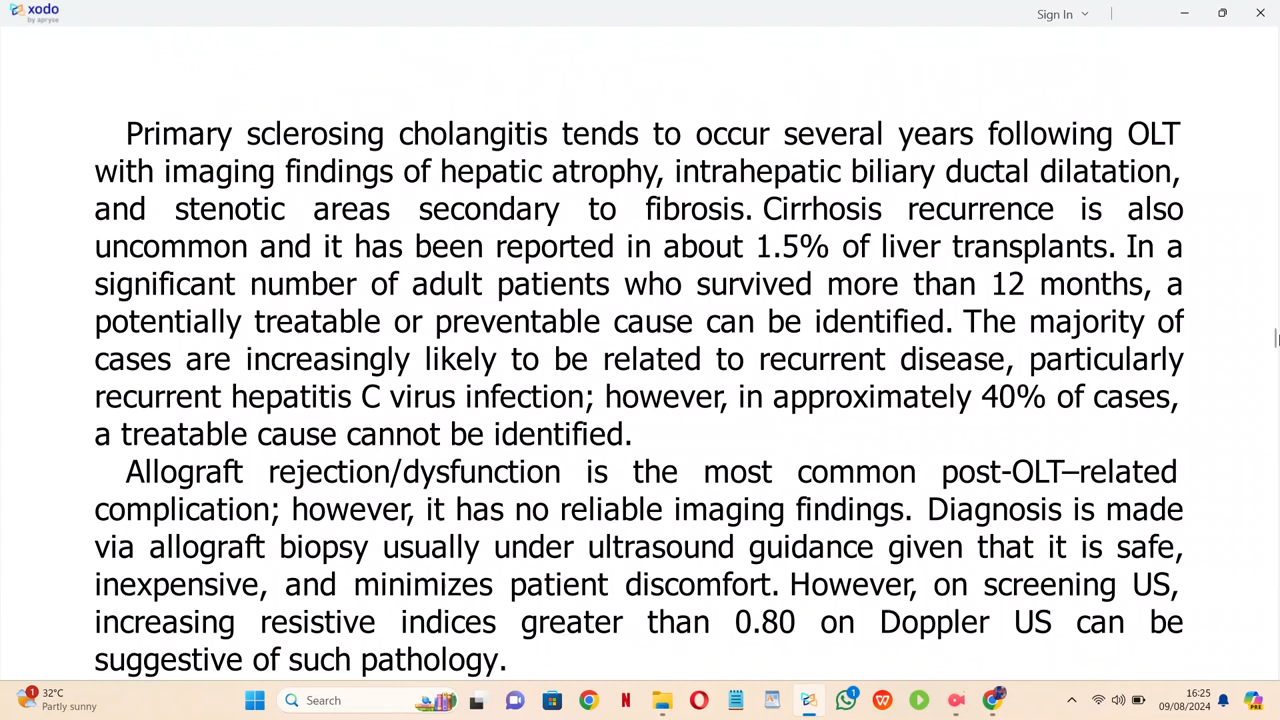 xodo
by apryse
Sign In
Primary sclerosing cholangitis tends to occur several years following OLT
with imaging findings of hepatic atrophy, intrahepatic biliary ductal dilatation,
and stenotic areas secondary to fibrosis. Cirrhosis recurrence is also
uncommon and it has been reported in about 1.5% of liver transplants. In a
significant number of adult patients who survived more than 12 months, a
potentially treatable or preventable cause can be identified. The majority of
cases are increasingly likely to be related to recurrent disease, particularly
recurrent hepatitis C virus infection; however, in approximately 40% of cases,
a treatable cause cannot be identified.
Allograft rejection/dysfunction is the most common post-OLT–related
complication; however, it has no reliable imaging findings. Diagnosis is made
via allograft biopsy usually under ultrasound guidance given that it is safe,
inexpensive, and minimizes patient discomfort. However, on screening US,
increasing resistive indices greater than 0.80 on Doppler US can be
suggestive of such pathology.
1
32°C
Partly sunny
Search
N
1
W
16:25
09/08/2024
PRE